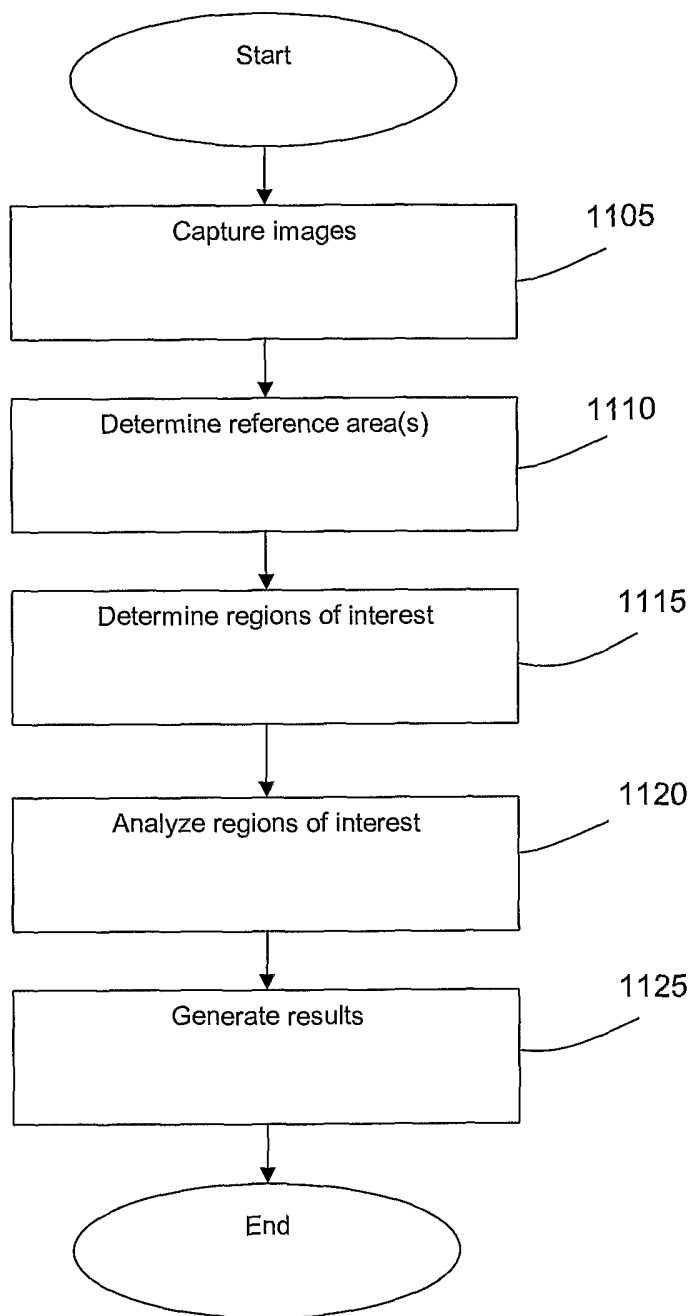 Start
Capture images
1105
Determine reference area(s)
1110
Determine regions of interest
1115
Analyze regions of interest
1120
Generate results
1125
End